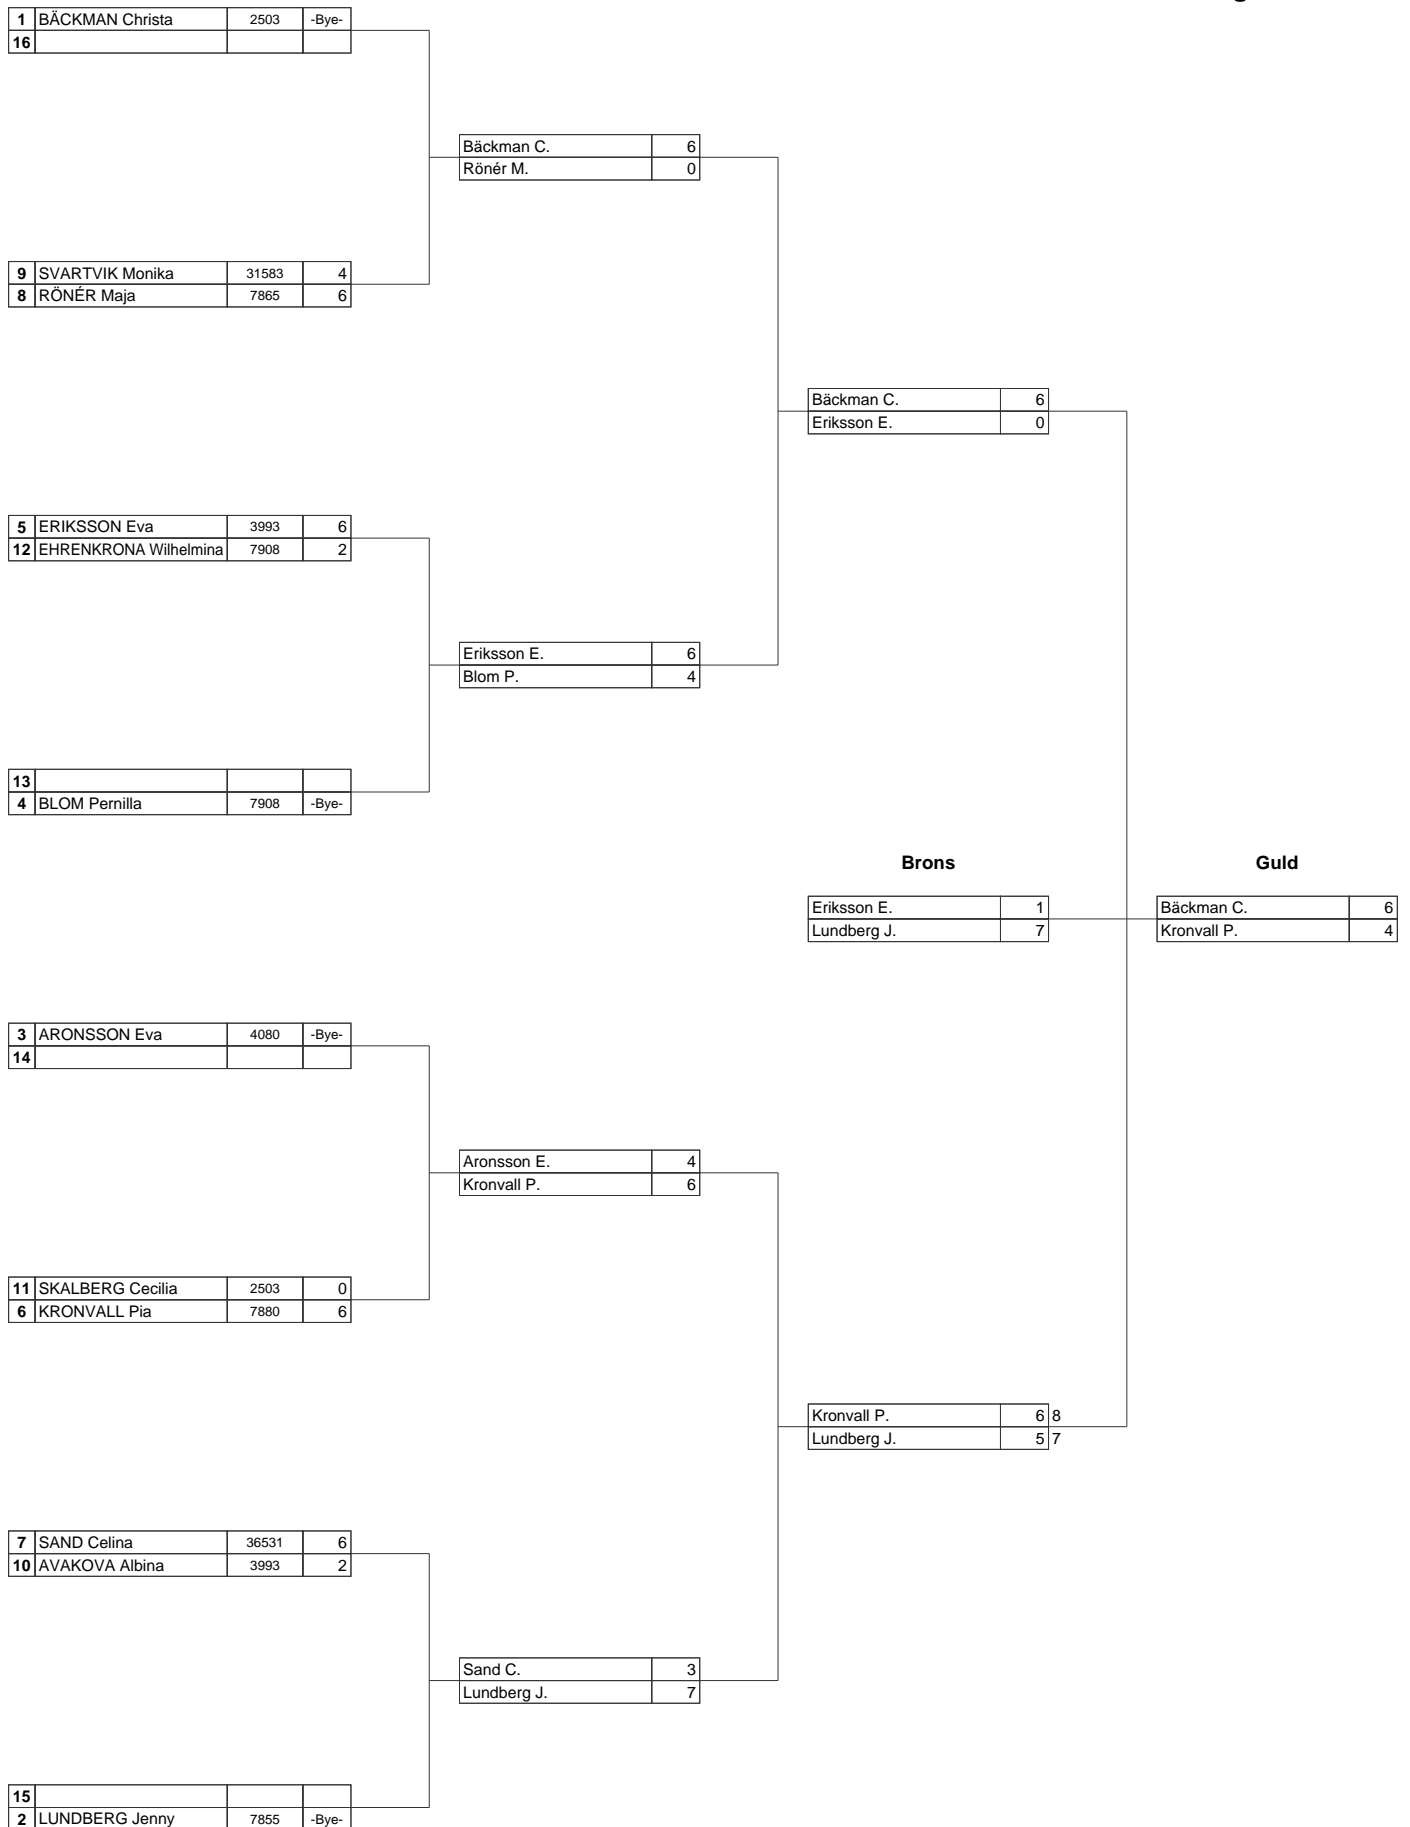 g
1 BÄCKMAN Christa 2503 -Bye-
16
Bäckman C. 6
Rönér M. 0
9 SVARTVIK Monika 31583 4
8 RÖNÉR Maja 7865 6
Bäckman C. 6
Eriksson E. 0
5 ERIKSSON Eva 3993 6
12 EHRENKRONA Wilhelmina 7908 2
Eriksson E. 6
Blom P. 4
13
4 BLOM Pernilla 7908 -Bye-
Brons Guld
Eriksson E. 1 Bäckman C. 6
Lundberg J. 7 Kronvall P. 4
3 ARONSSON Eva 4080 -Bye-
14
Aronsson E. 4
Kronvall P. 6
11 SKALBERG Cecilia 2503 0
6 KRONVALL Pia 7880 6
Kronvall P. 6 8
Lundberg J. 5 7
7 SAND Celina 36531 6
10 AVAKOVA Albina 3993 2
Sand C. 3
Lundberg J. 7
15
2 LUNDBERG Jenny 7855 -Bye-